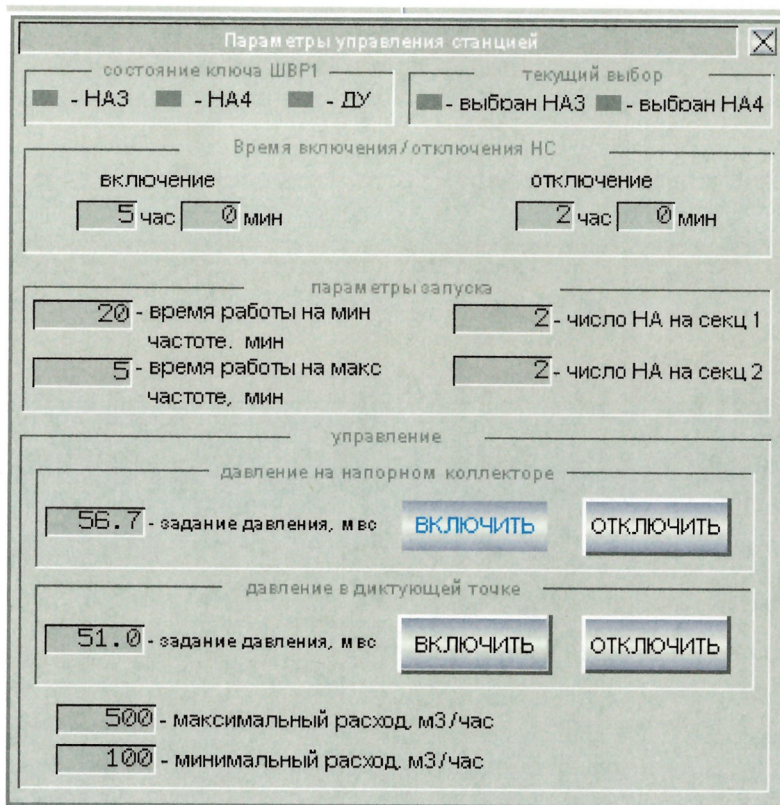 Параметры управления станцией
состояние ключа ШВР1
текущий выбор
- НА3 - НА4 - ДУ
- выбран НА3 - выбран НА4
Время включения/отключения НС
включение
отключение
5 час 0 мин
2 час 0 мин
параметры запуска
20 - время работы на мин
частоте. мин
2 - число НА на секц 1
5 - время работы на макс
частоте, мин
2 - число НА на секц 2
управление
давление на напорном коллекторе
56.7 - задание давления, м вс ВКЛЮЧИТЬ ОТКЛЮЧИТЬ
давление в диктующей точке
51.0 - задание давления, м вс ВКЛЮЧИТЬ ОТКЛЮЧИТЬ
500 - максимальный расход, м3/час
100 - минимальный расход. м3/час